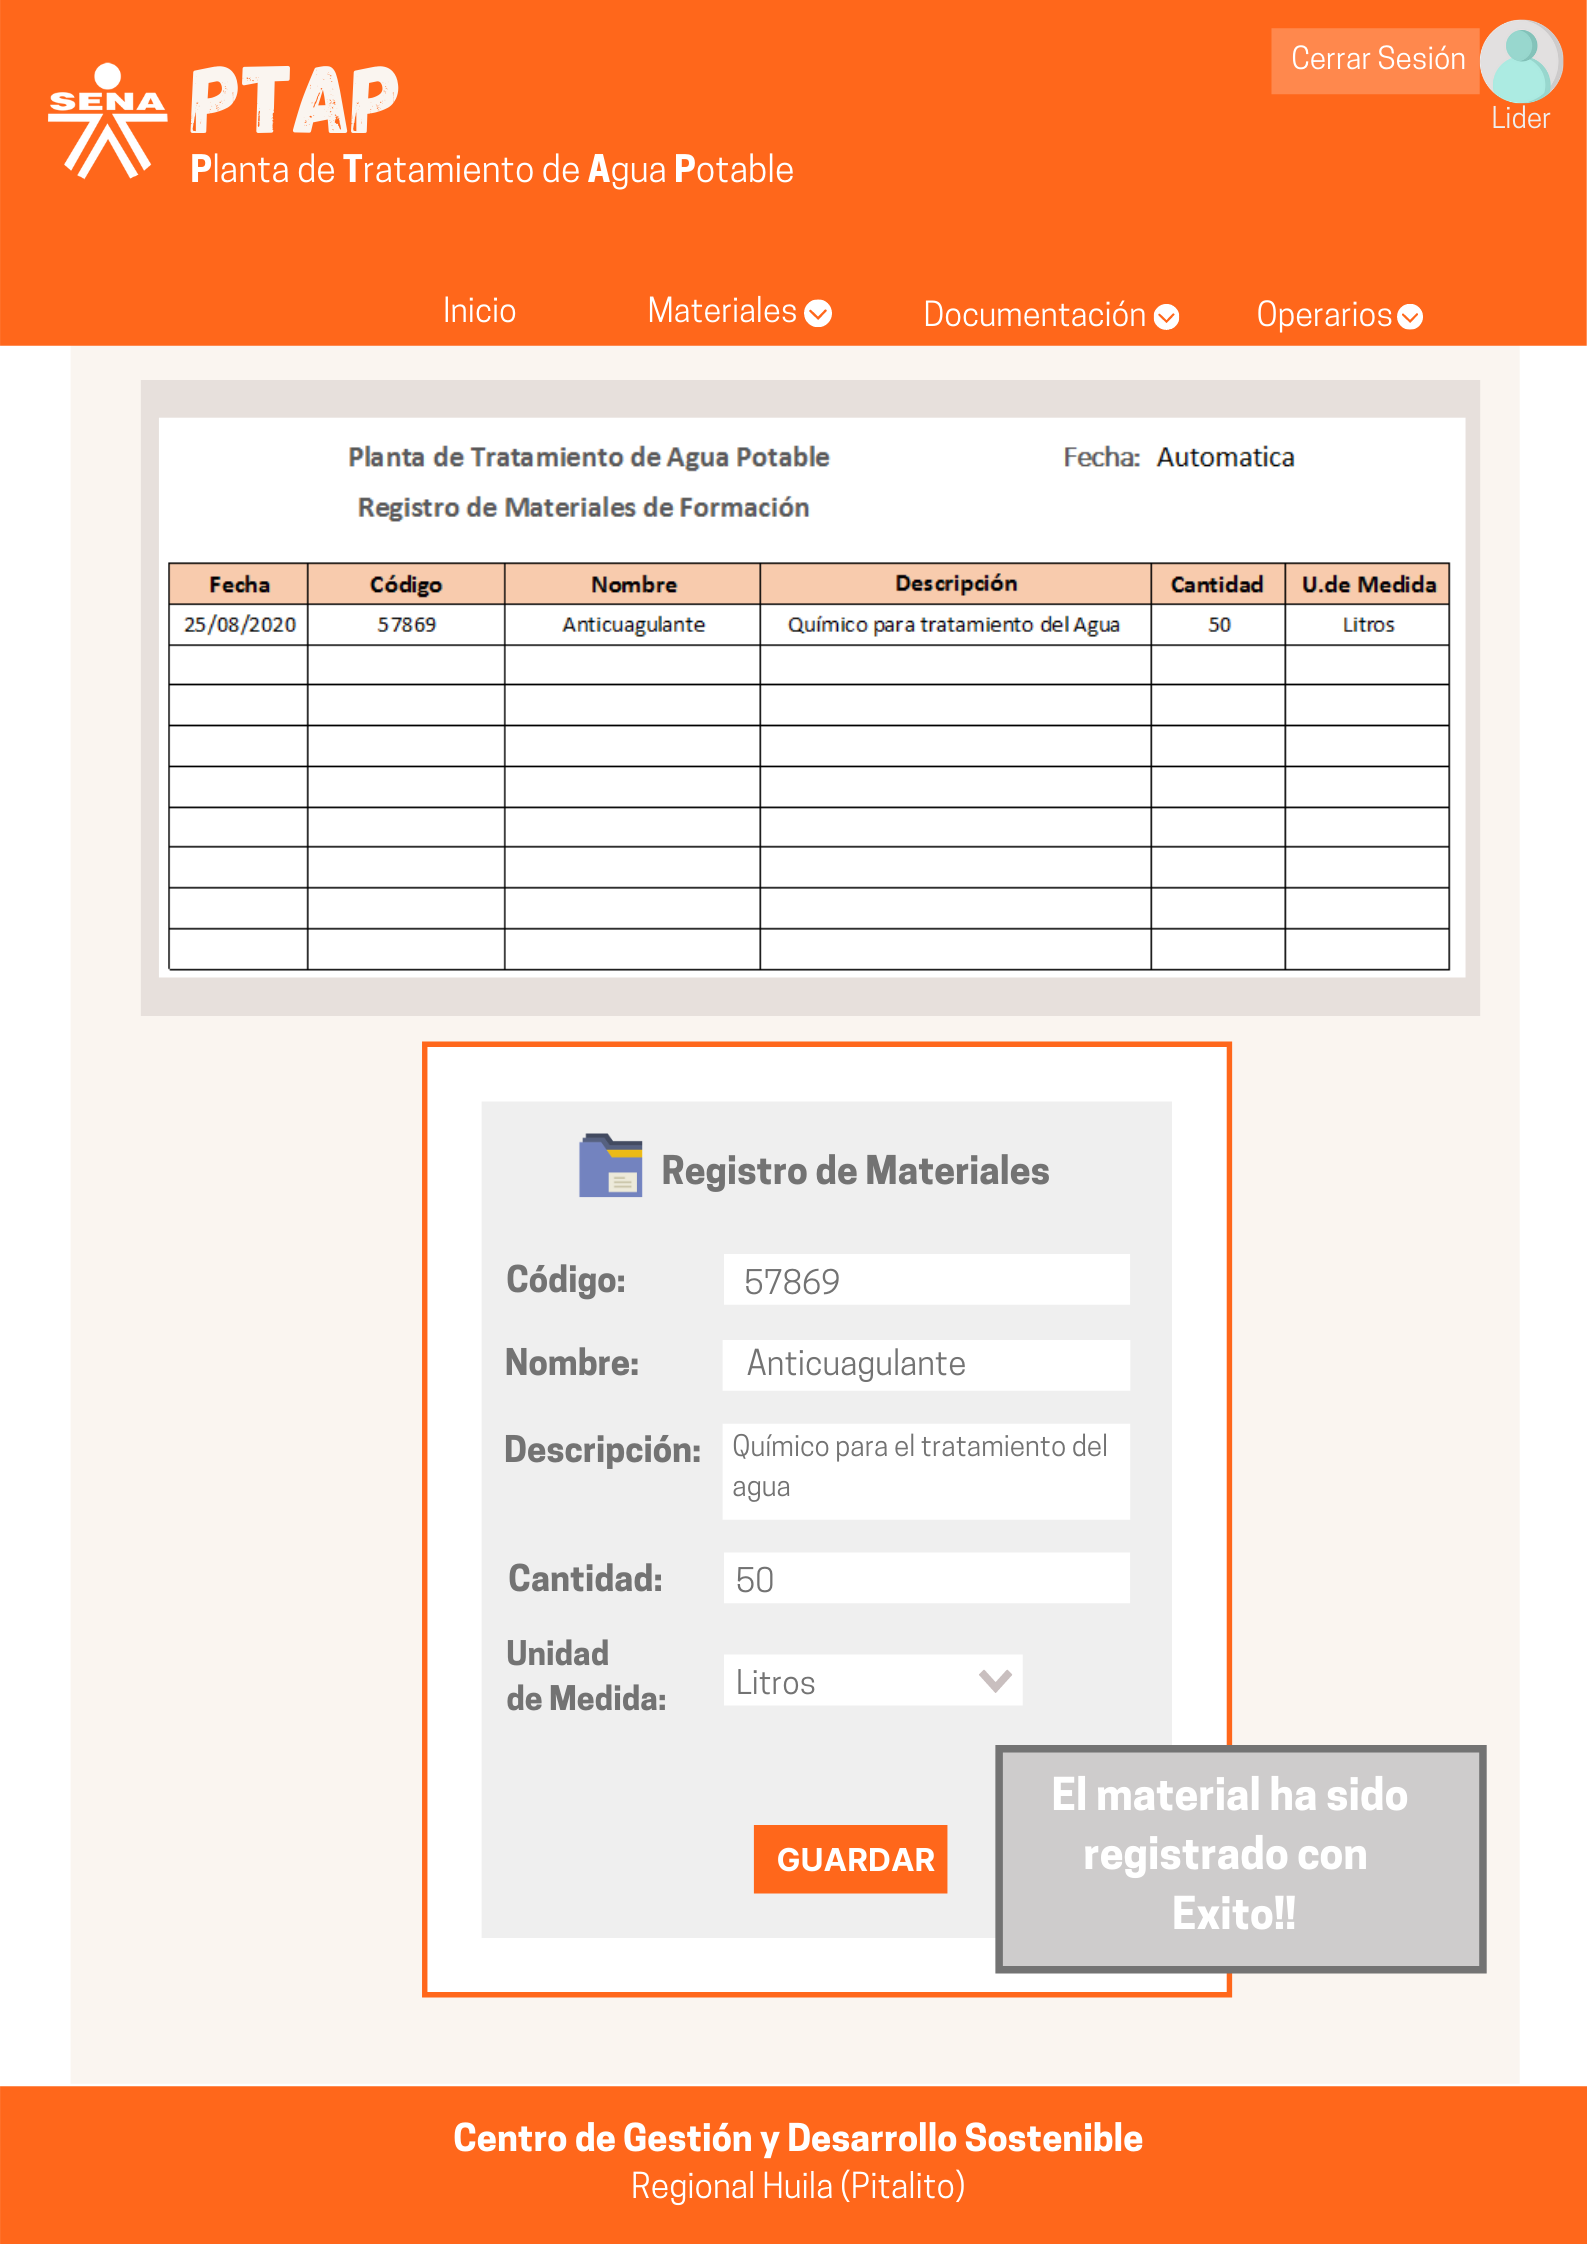 SENA
PTAP
Planta de Tratamiento de Agua Potable
Cerrar Sesión
Lider
Inicio
Materiales
Documentación
Operarios
Planta de Tratamiento de Agua Potable
Fecha: Automatica
Registro de Materiales de Formación
Fecha Código Nombre Descripción Cantidad U.de Medida
25/08/2020 57869 Anticuagulante Químico para tratamiento del Agua 50 Litros
Registro de Materiales
Código: 57869
Nombre: Anticuagulante
Descripción: Químico para el tratamiento del
agua
Cantidad: 50
Unidad
de Medida: Litros
GUARDAR
El material ha sido
registrado con
Exito!!
Centro de Gestión y Desarrollo Sostenible
Regional Huila (Pitalito)